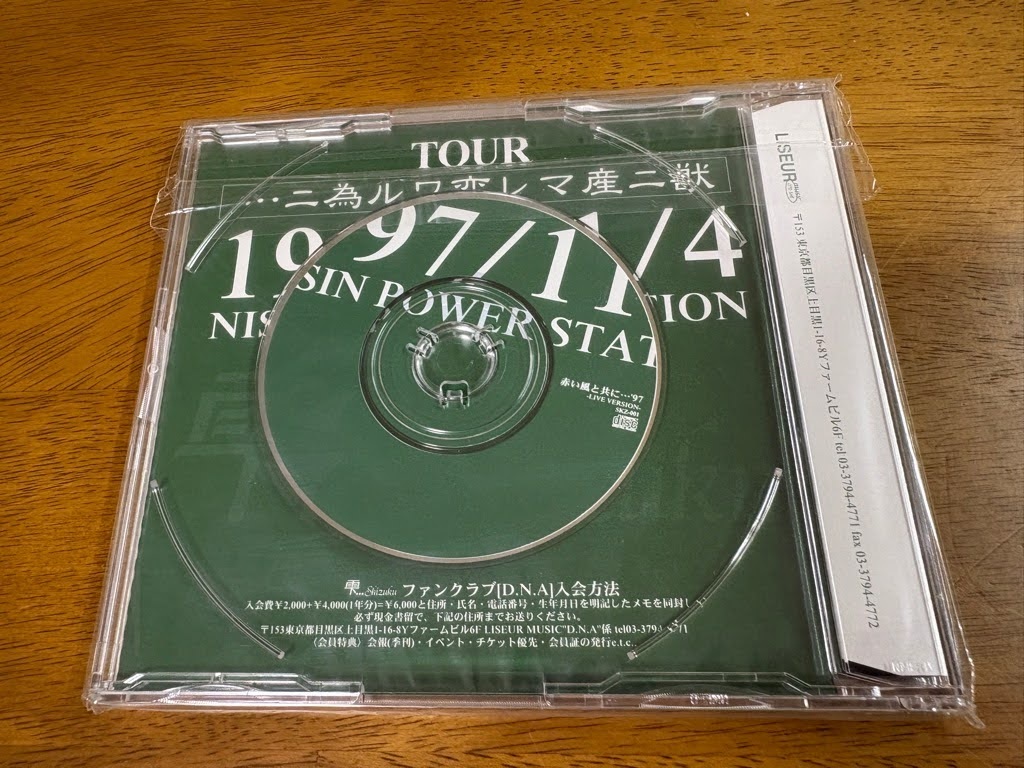 TOUR
獣ニ産マレ変ワル為ニ…
1997/11/4
NISSIN POWER STATION
赤い風と共に…'97
-LIVE VERSION-
SKZ-001
disc
雫... Shizuku ファンクラブ[D.N.A]入会方法
入会費¥2,000+¥4,000(1年分)=¥6,000と住所・氏名・電話番号・生年月日を明記したメモを同封し
必ず現金書留で、下記の住所までお送りください。
〒153東京都目黒区上目黒1-16-8Yファームビル6F LISEUR MUSIC"D.N.A"係 tel03-379
〈会員特典〉会報(季刊)・イベント・チケット優先・会員証の発行e.t.c..
LISEUR music
〒153 東京都目黒区上目黒1-16-8Yファームビル6F tel 03-3794-4771 fax 03-3794-4772